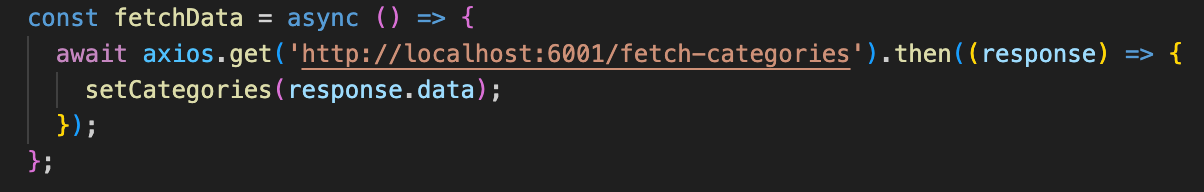 const fetchData = async () => {
  await axios.get('http://localhost:6001/fetch-categories').then((response) => {
    setCategories(response.data);
  });
};